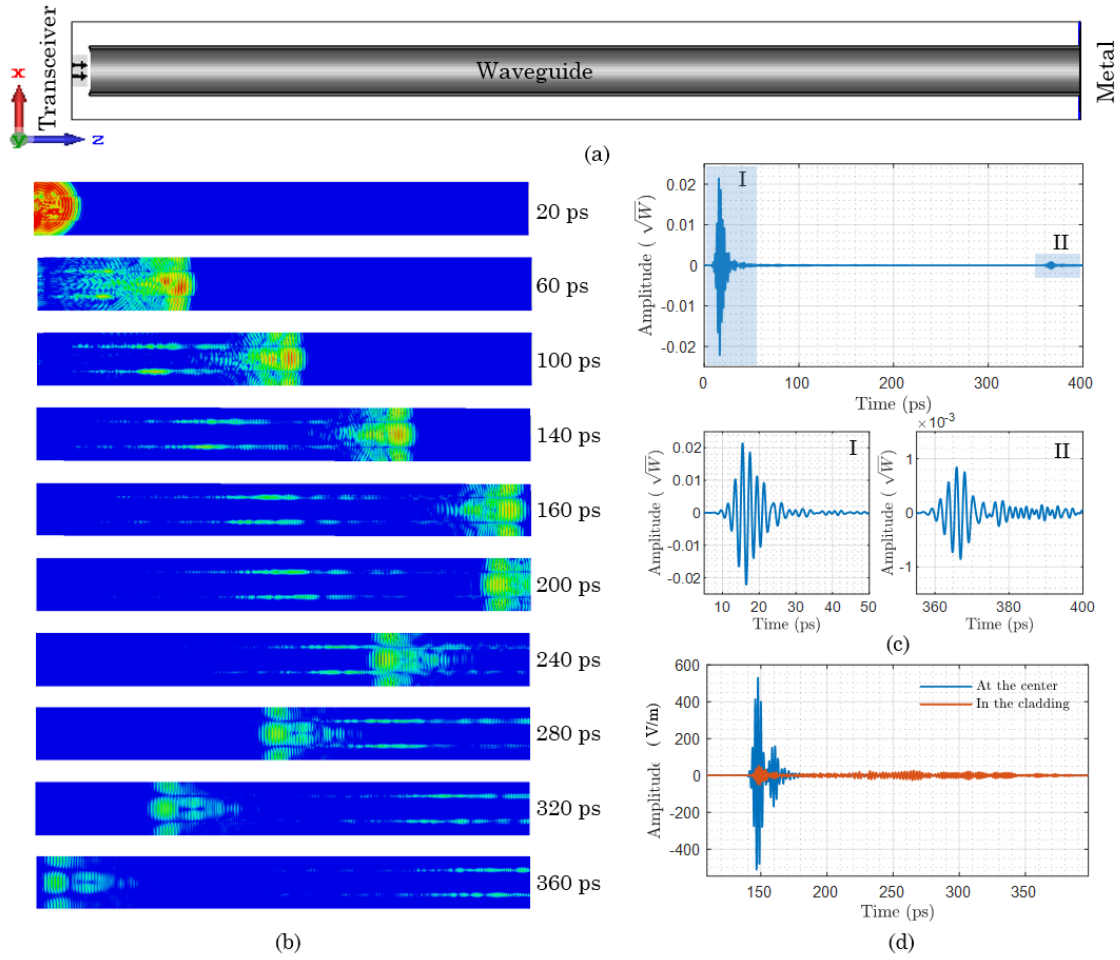 Transceiver
Waveguide
Metal
x
y
z
(a)
20 ps
60 ps
100 ps
140 ps
160 ps
200 ps
240 ps
280 ps
320 ps
360 ps
(b)
Amplitude ( √W )
0.02
0.01
0
-0.01
-0.02
I
II
0 100 200 300 400
Time (ps)
Amplitude ( √W )
0.02
0.01
0
-0.01
-0.02
I
10 20 30 40 50
Time (ps)
Amplitude ( √W )
× 10⁻³
1
0
-1
II
360 380 400
Time (ps)
(c)
Amplitude ( V/m)
600
400
200
0
-200
-400
At the center
In the cladding
150 200 250 300 350
Time (ps)
(d)